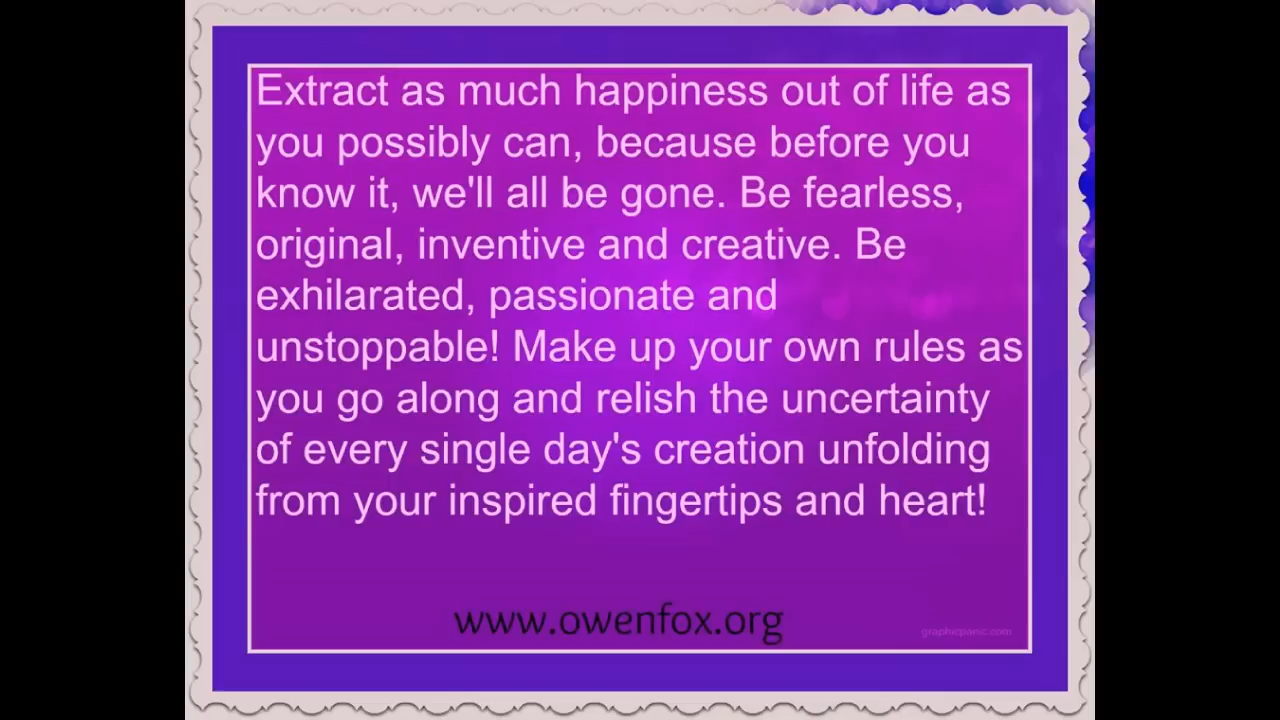 Extract as much happiness out of life as
you possibly can, because before you
know it, we'll all be gone. Be fearless,
original, inventive and creative. Be
exhilarated, passionate and
unstoppable! Make up your own rules as
you go along and relish the uncertainty
of every single day's creation unfolding
from your inspired fingertips and heart!
www.owenfox.org
graphicpanic.com